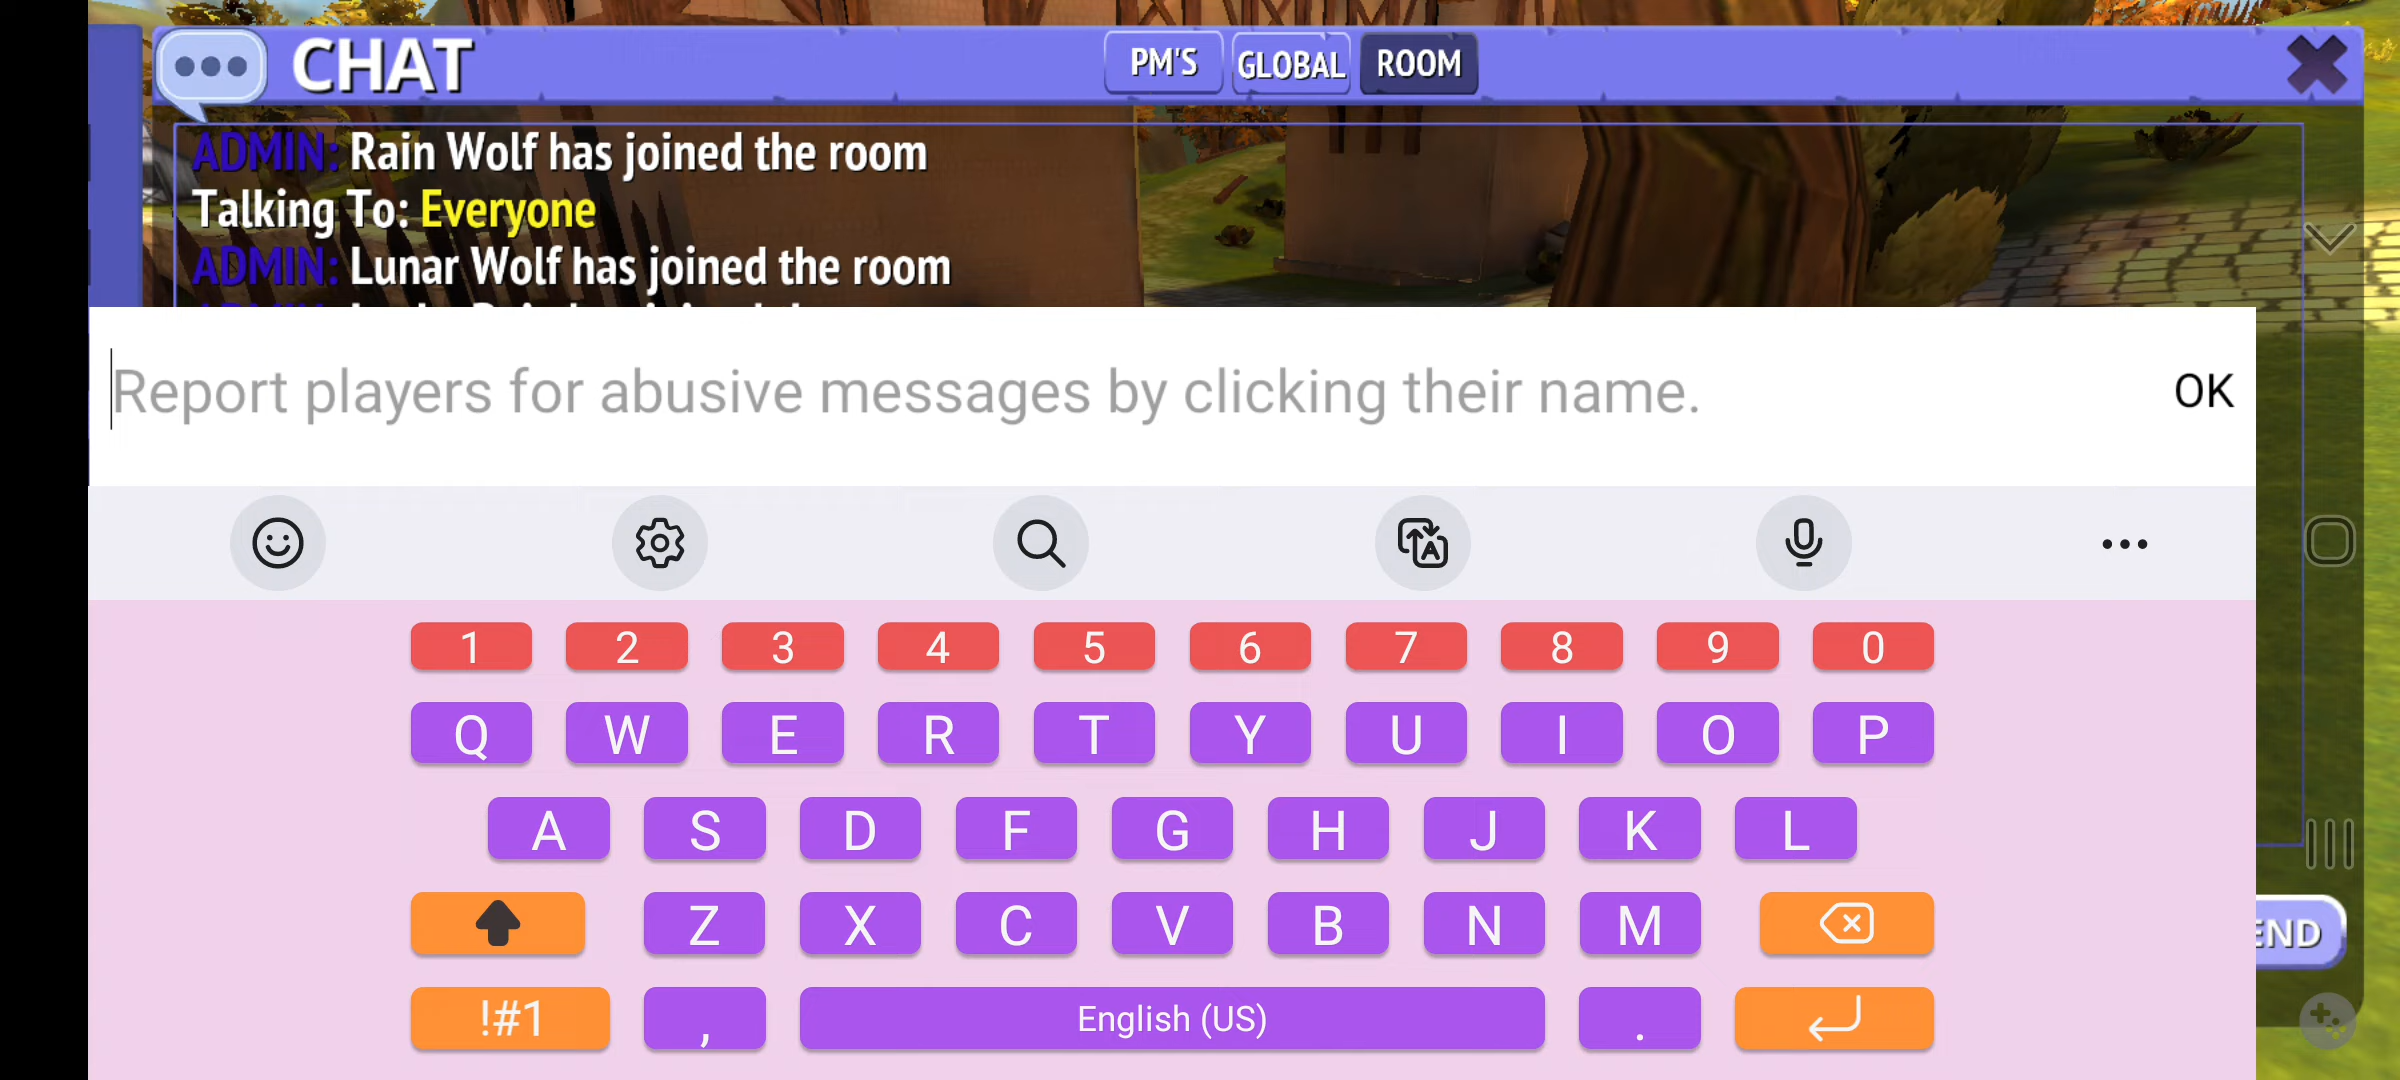 CHAT
PM'S GLOBAL ROOM
ADMIN: Rain Wolf has joined the room
Talking To: Everyone
ADMIN: Lunar Wolf has joined the room
Report players for abusive messages by clicking their name.
OK
1 2 3 4 5 6 7 8 9 0
Q W E R T Y U I O P
A S D F G H J K L
Z X C V B N M
END
!#1 , English (US) .